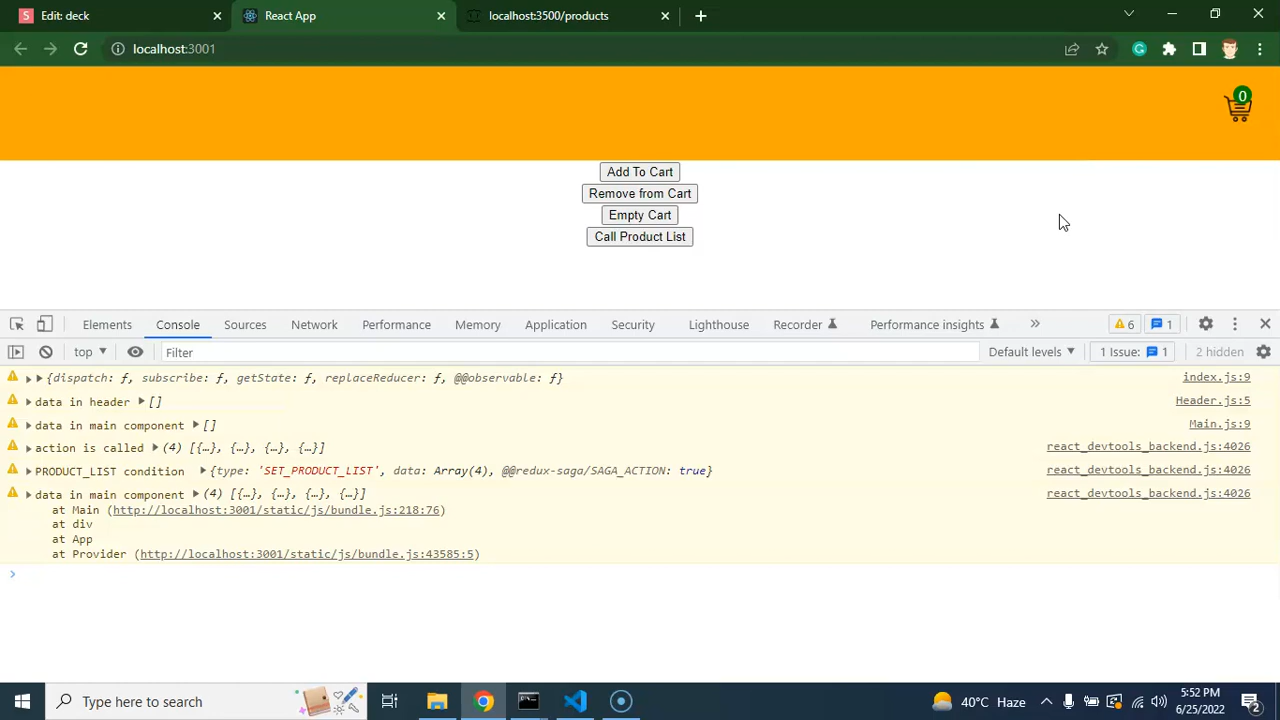 Edit: deck
React App
localhost:3500/products
localhost:3001
0
Add To Cart
Remove from Cart
Empty Cart
Call Product List
Elements
Console
Sources
Network
Performance
Memory
Application
Security
Lighthouse
Recorder
Performance insights
6
1
top
Filter
Default levels
1 Issue: 1
2 hidden
{dispatch: ƒ, subscribe: ƒ, getState: ƒ, replaceReducer: ƒ, @@observable: ƒ}
index.js:9
data in header []
Header.js:5
data in main component []
Main.js:9
action is called (4) [{…}, {…}, {…}, {…}]
react_devtools_backend.js:4026
PRODUCT_LIST condition {type: 'SET_PRODUCT_LIST', data: Array(4), @@redux-saga/SAGA_ACTION: true}
react_devtools_backend.js:4026
data in main component (4) [{…}, {…}, {…}, {…}]
react_devtools_backend.js:4026
at Main (http://localhost:3001/static/js/bundle.js:218:76)
at div
at App
at Provider (http://localhost:3001/static/js/bundle.js:43585:5)
Type here to search
40°C Haze
5:52 PM
6/25/2022
2